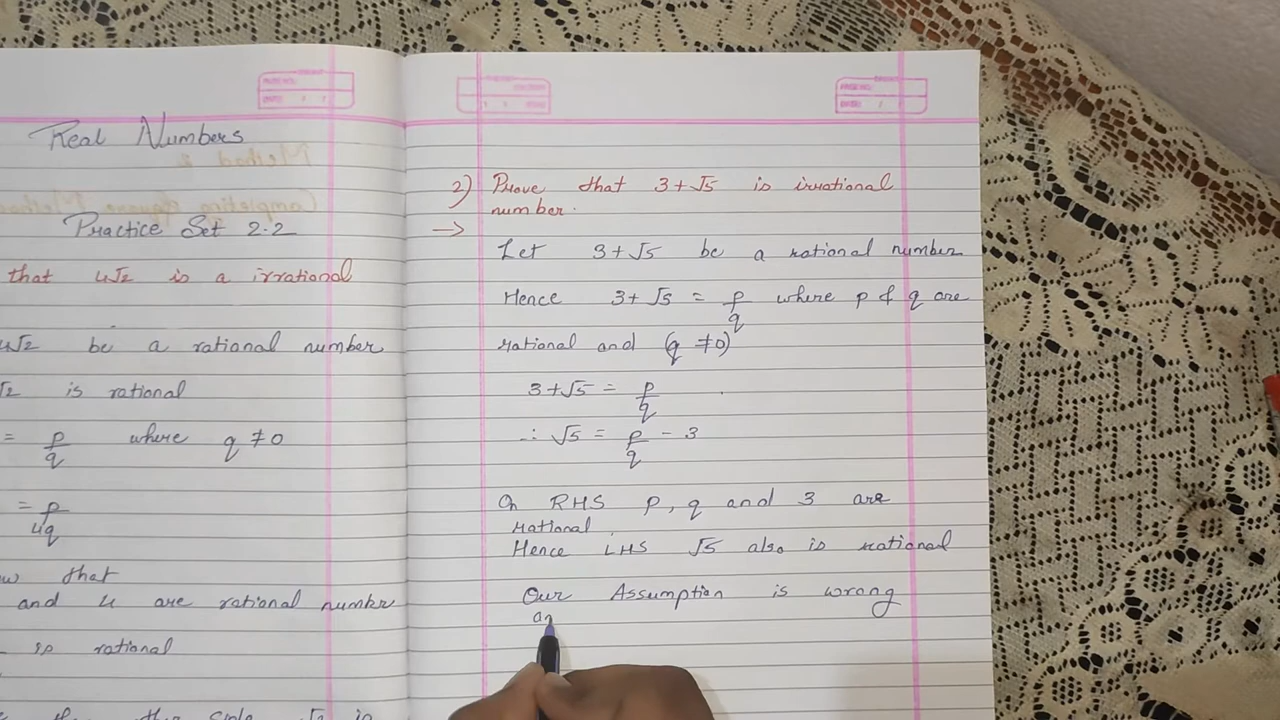 Real Numbers
Practice Set 2.2
that 4√2 is a irrational
4√2 be a rational number
√2 is rational
= p/q where q ≠ 0
= p/4q
that
and 4 are rational numbr
is rational
2) Prove that 3+√5 is irrational
number.
→
Let 3+√5 be a rational number
Hence 3+√5 = p/q where p & q are
rational and (q ≠0)
3+√5 = p/q
∴ √5 = p/q - 3
On RHS p, q and 3 are
rational.
Hence LHS √5 also is rational
Our Assumption is wrong
an